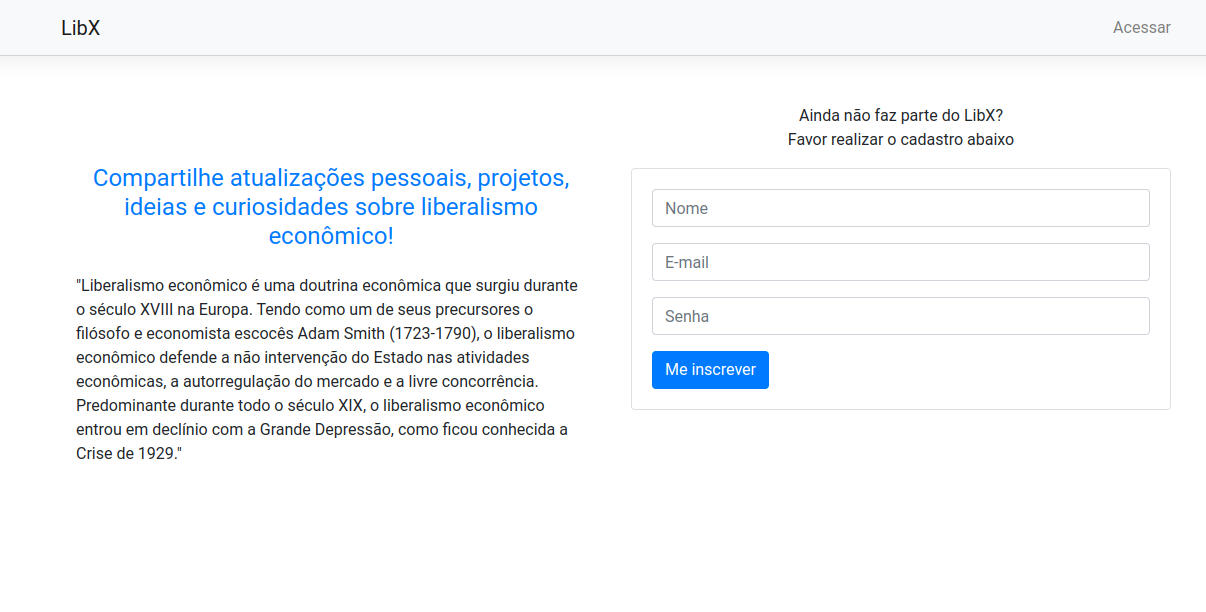 LibX
Acessar
Compartilhe atualizações pessoais, projetos,
ideias e curiosidades sobre liberalismo
econômico!
"Liberalismo econômico é uma doutrina econômica que surgiu durante
o século XVIII na Europa. Tendo como um de seus precursores o
filósofo e economista escocês Adam Smith (1723-1790), o liberalismo
econômico defende a não intervenção do Estado nas atividades
econômicas, a autorregulação do mercado e a livre concorrência.
Predominante durante todo o século XIX, o liberalismo econômico
entrou em declínio com a Grande Depressão, como ficou conhecida a
Crise de 1929."
Ainda não faz parte do LibX?
Favor realizar o cadastro abaixo
Nome
E-mail
Senha
Me inscrever